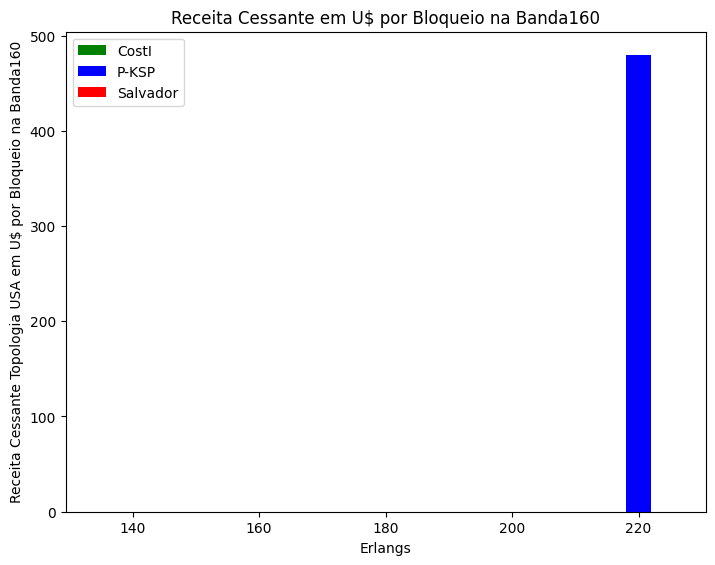 Receita Cessante em U$ por Bloqueio na Banda160
Receita Cessante Topologia USA em U$ por Bloqueio na Banda160
500
400
300
200
100
0
CostI
P-KSP
Salvador
140
160
180
200
220
Erlangs